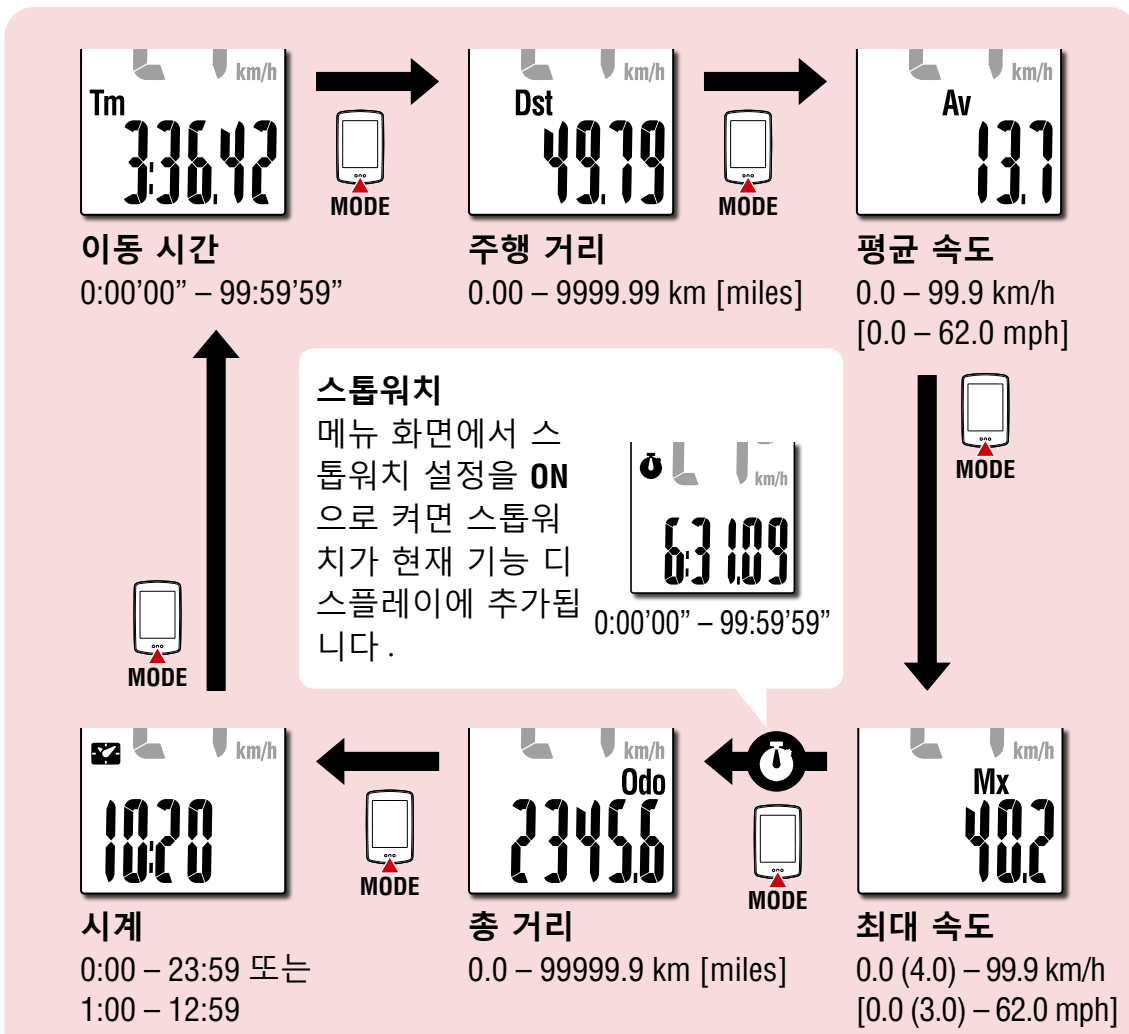 km/h
Tm
3:36.42
MODE
이동 시간
0:00'00” – 99:59'59”
km/h
Dst
49.79
MODE
주행 거리
0.00 – 9999.99 km [miles]
km/h
Av
13.7
평균 속도
0.0 – 99.9 km/h
[0.0 – 62.0 mph]
MODE
스톱워치
메뉴 화면에서 스
톱워치 설정을 ON
으로 켜면 스톱워
치가 현재 기능 디
스플레이에 추가됩
니다 .
km/h
6:31.09
0:00'00” – 99:59'59”
km/h
Mx
40.2
최대 속도
0.0 (4.0) – 99.9 km/h
[0.0 (3.0) – 62.0 mph]
MODE
km/h
Odo
2345.6
총 거리
0.0 – 99999.9 km [miles]
MODE
km/h
10:20
시계
0:00 – 23:59 또는
1:00 – 12:59
MODE